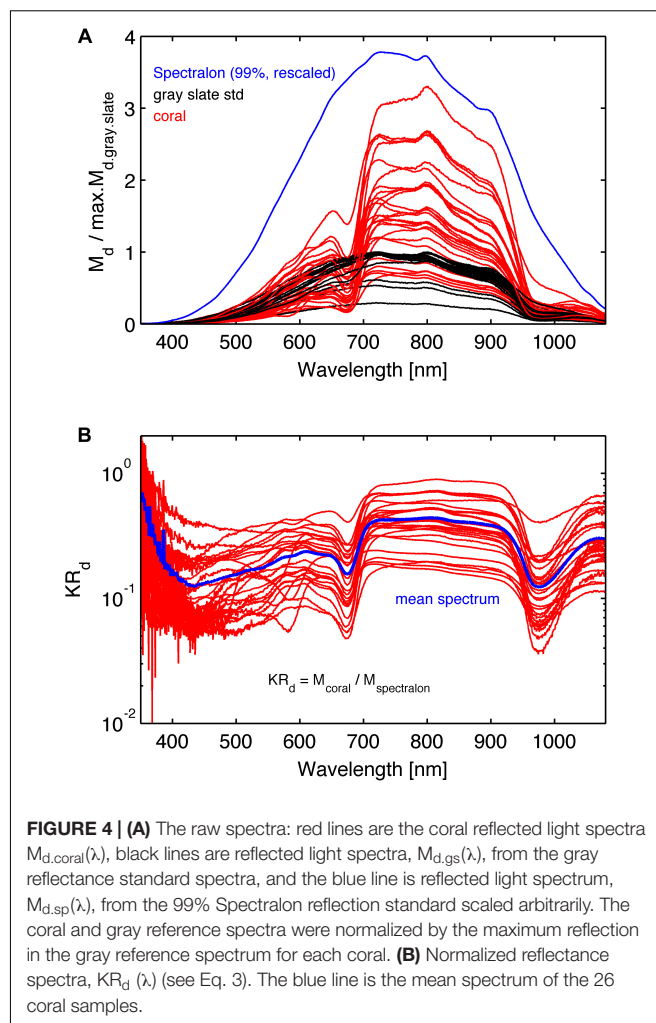 A
4
3
2
1
0
M_d / max.M_d.gray.slate
Spectralon (99%, rescaled)
gray slate std
coral
400 500 600 700 800 900 1000
Wavelength [nm]
B
10^0
10^-1
10^-2
KR_d
mean spectrum
KR_d = M_coral / M_spectralon
400 500 600 700 800 900 1000
Wavelength [nm]
FIGURE 4 | (A) The raw spectra: red lines are the coral reflected light spectra
M_d.coral(λ), black lines are reflected light spectra, M_d.gs(λ), from the gray
reflectance standard spectra, and the blue line is reflected light spectrum,
M_d.sp(λ), from the 99% Spectralon reflection standard scaled arbitrarily. The
coral and gray reference spectra were normalized by the maximum reflection
in the gray reference spectrum for each coral. (B) Normalized reflectance
spectra, KR_d (λ) (see Eq. 3). The blue line is the mean spectrum of the 26
coral samples.